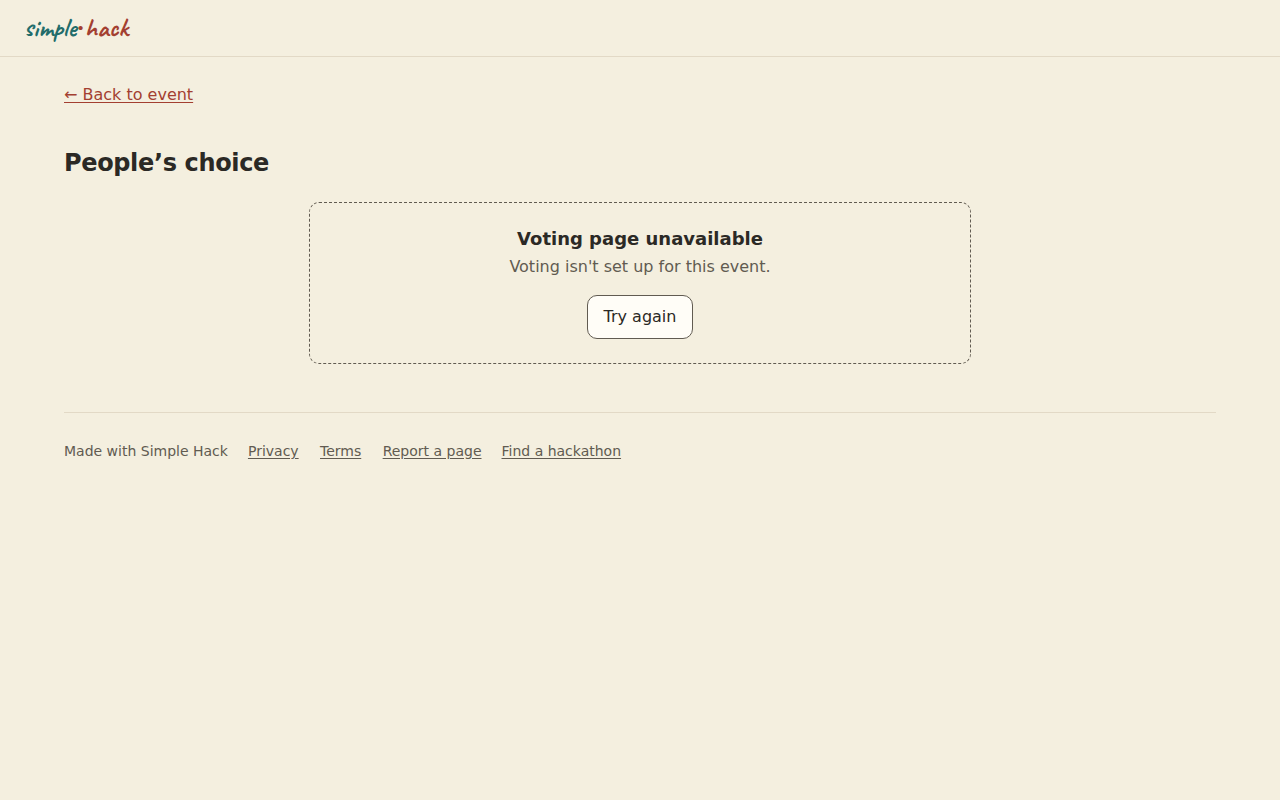 simple hack
← Back to event
People’s choice
Voting page unavailable
Voting isn't set up for this event.
Try again
Made with Simple Hack Privacy Terms Report a page Find a hackathon